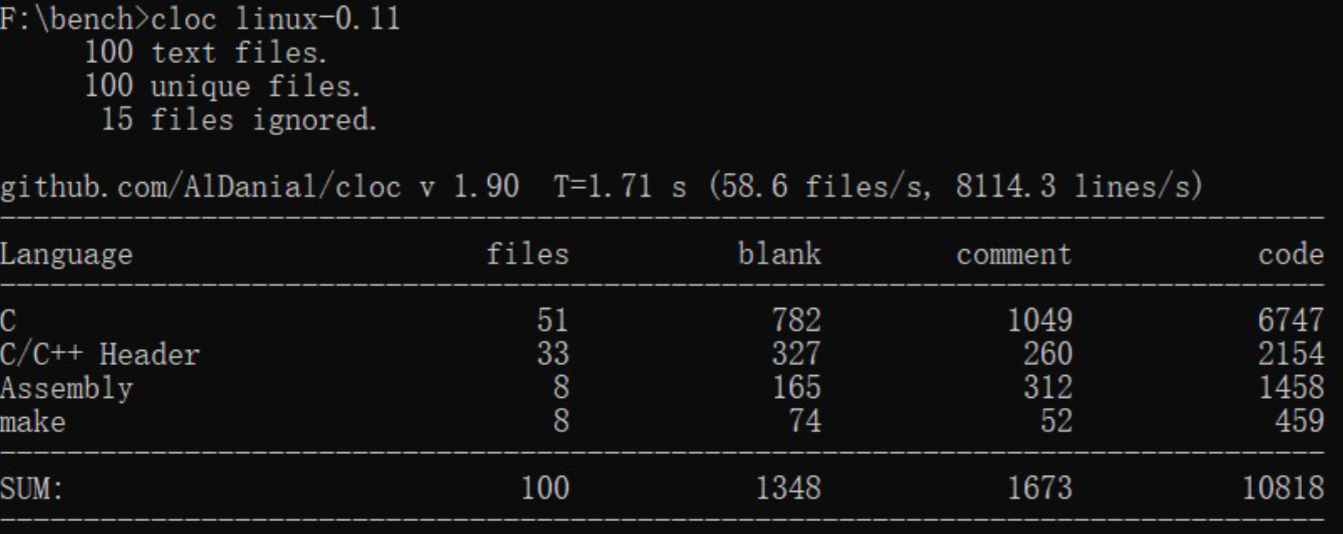 F:\bench>cloc linux-0.11
100 text files.
100 unique files.
15 files ignored.
github.com/AlDanial/cloc v 1.90 T=1.71 s (58.6 files/s, 8114.3 lines/s)
Language files blank comment code
C 51 782 1049 6747
C/C++ Header 33 327 260 2154
Assembly 8 165 312 1458
make 8 74 52 459
SUM: 100 1348 1673 10818